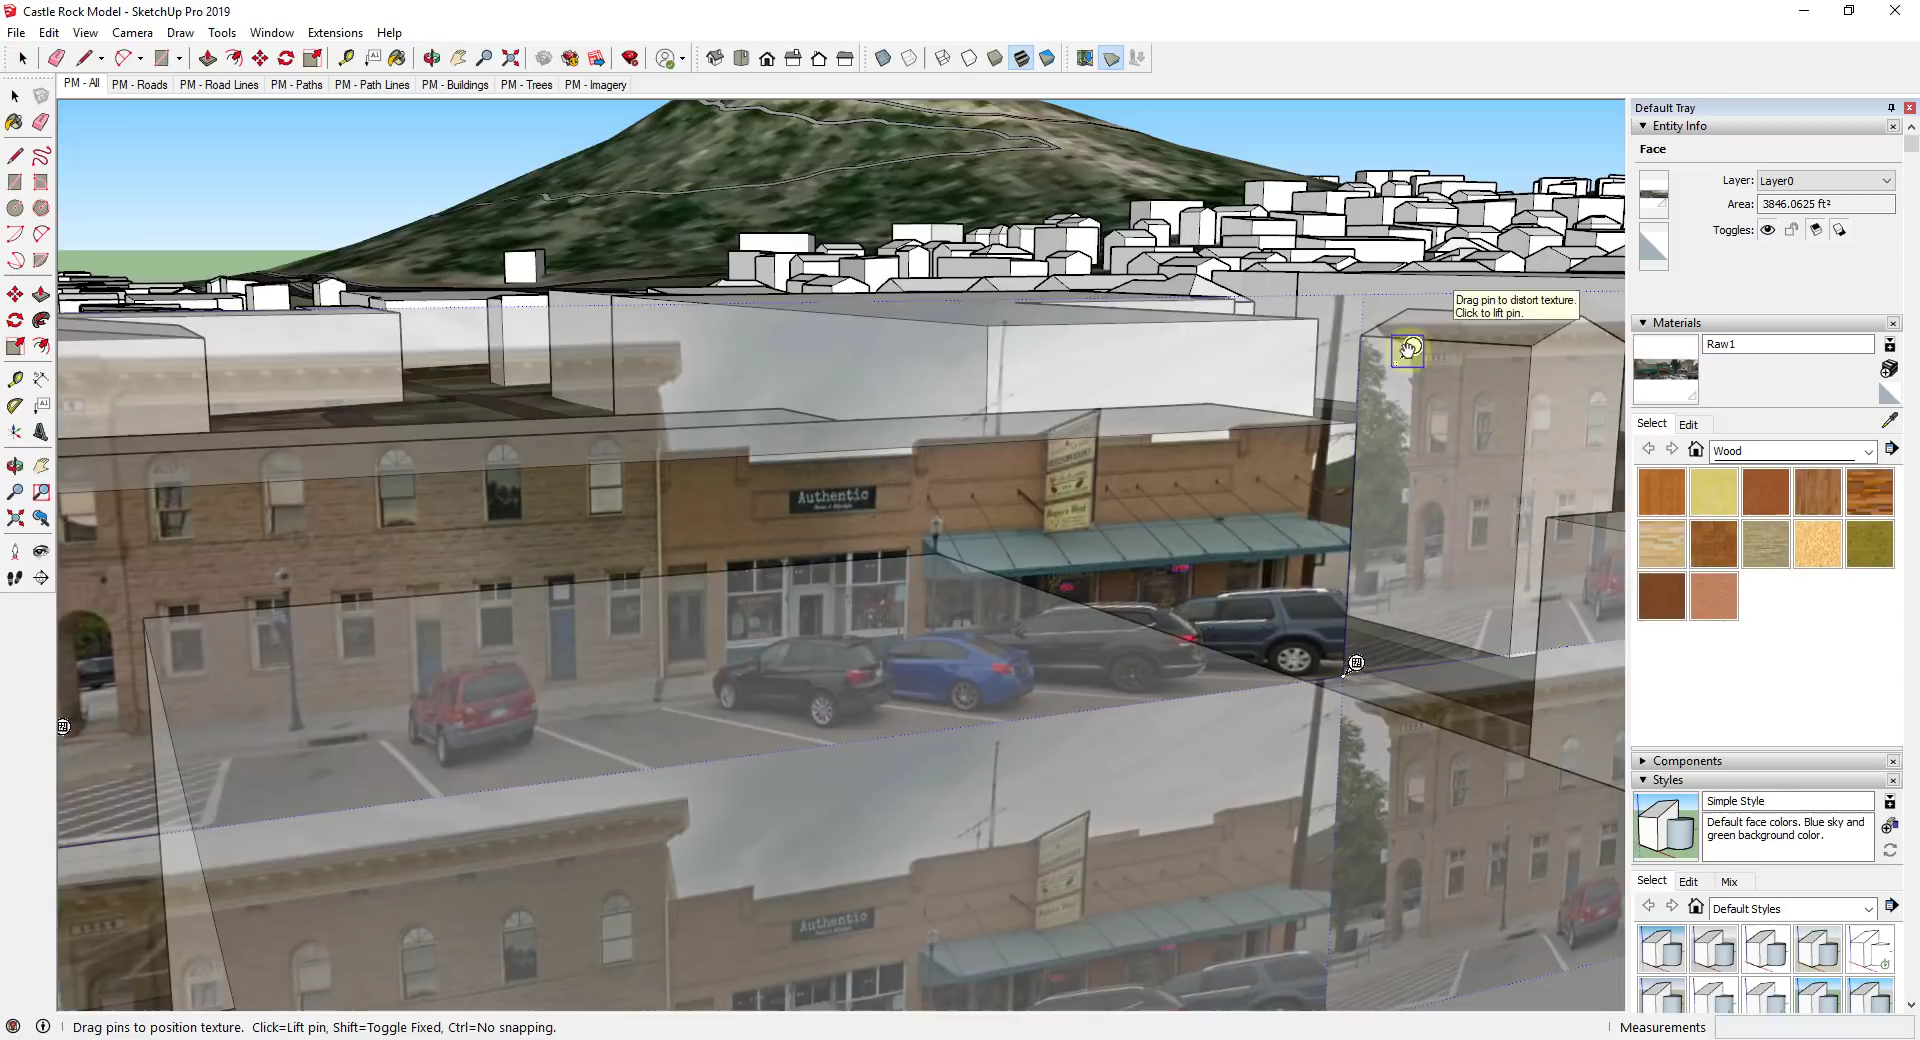 Castle Rock Model - SketchUp Pro 2019
File Edit View Camera Draw Tools Window Extensions Help
PM - All PM - Roads PM - Road Lines PM - Paths PM - Path Lines PM - Buildings PM - Trees PM - Imagery
Default Tray
Entity Info
Face
Layer: Layer0
Area: 3846.0625 ft²
Toggles:
Drag pin to distort texture.
Click to lift pin.
Materials
Raw1
Select Edit
Wood
Authentic
Authentic
Components
Styles
Simple Style
Default face colors. Blue sky and
green background color.
Select Edit Mix
Default Styles
Drag pins to position texture. Click=Lift pin, Shift=Toggle Fixed, Ctrl=No snapping.
Measurements